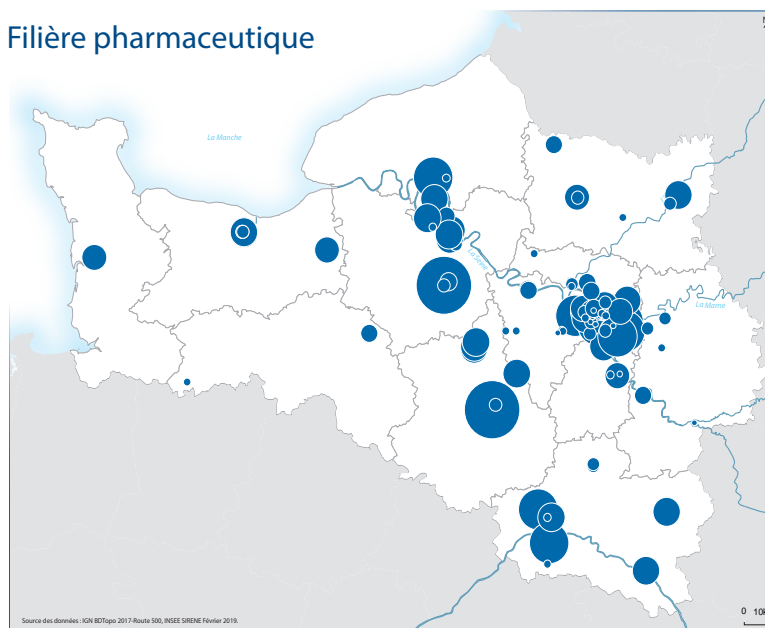 Filière pharmaceutique
La Manche
La Seine
La Marne
Source des données : IGN BDTopo 2017-Route 500, INSEE SIRENE Février 2019.
0 10